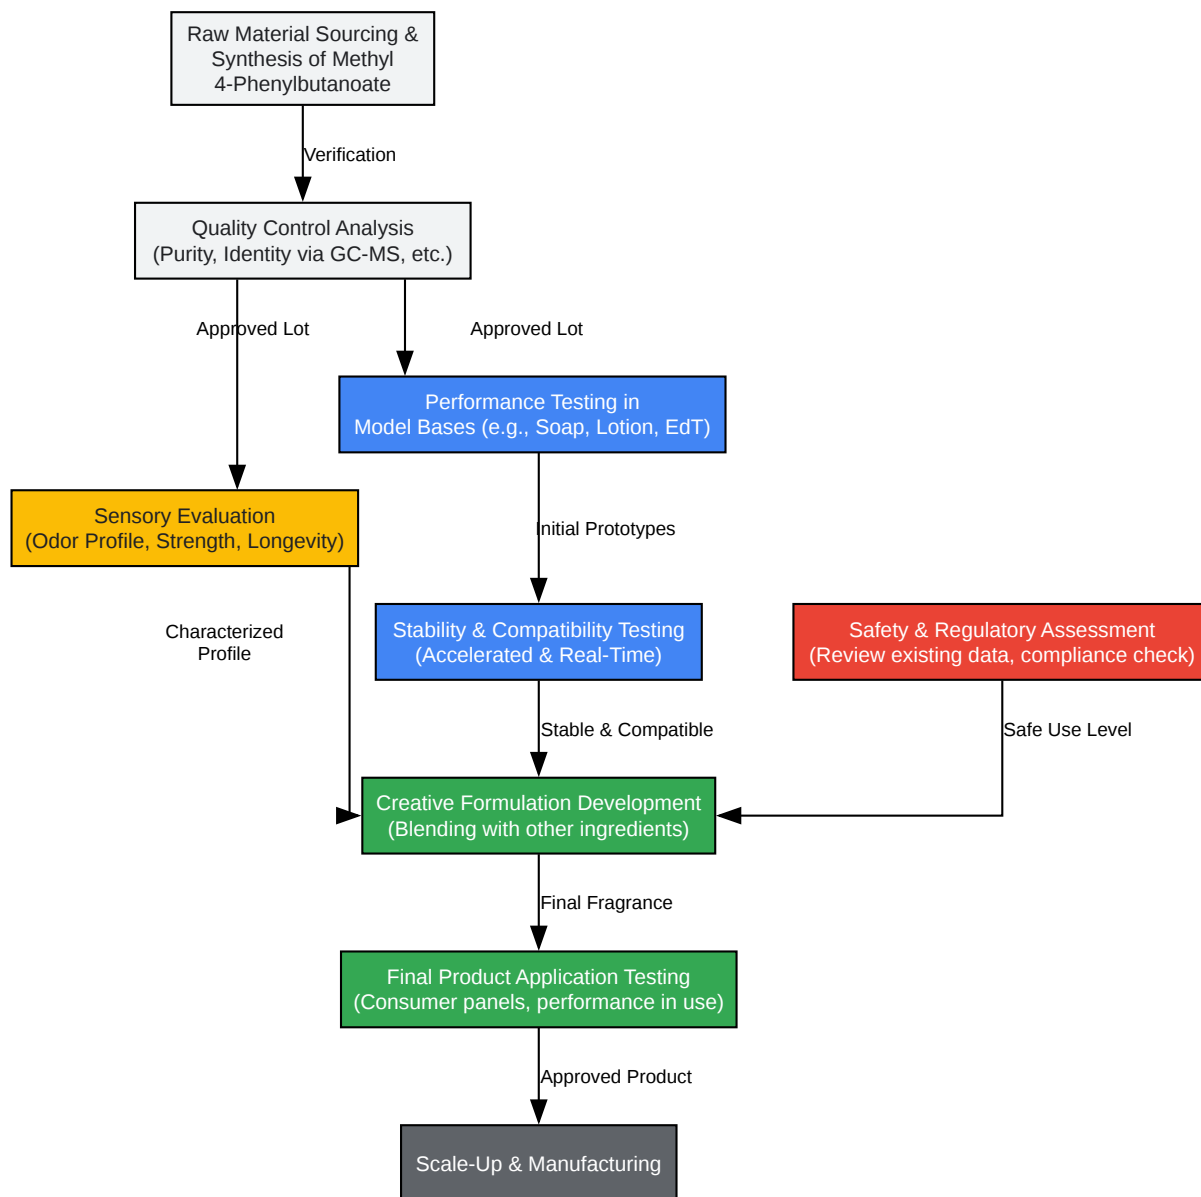 Raw Material Sourcing &
Synthesis of Methyl
4-Phenylbutanoate
Verification
Quality Control Analysis
(Purity, Identity via GC-MS, etc.)
Approved Lot
Approved Lot
Performance Testing in
Model Bases (e.g., Soap, Lotion, EdT)
Sensory Evaluation
(Odor Profile, Strength, Longevity)
Initial Prototypes
Characterized
Profile
Stability & Compatibility Testing
(Accelerated & Real-Time)
Safety & Regulatory Assessment
(Review existing data, compliance check)
Stable & Compatible
Safe Use Level
Creative Formulation Development
(Blending with other ingredients)
Final Fragrance
Final Product Application Testing
(Consumer panels, performance in use)
Approved Product
Scale-Up & Manufacturing